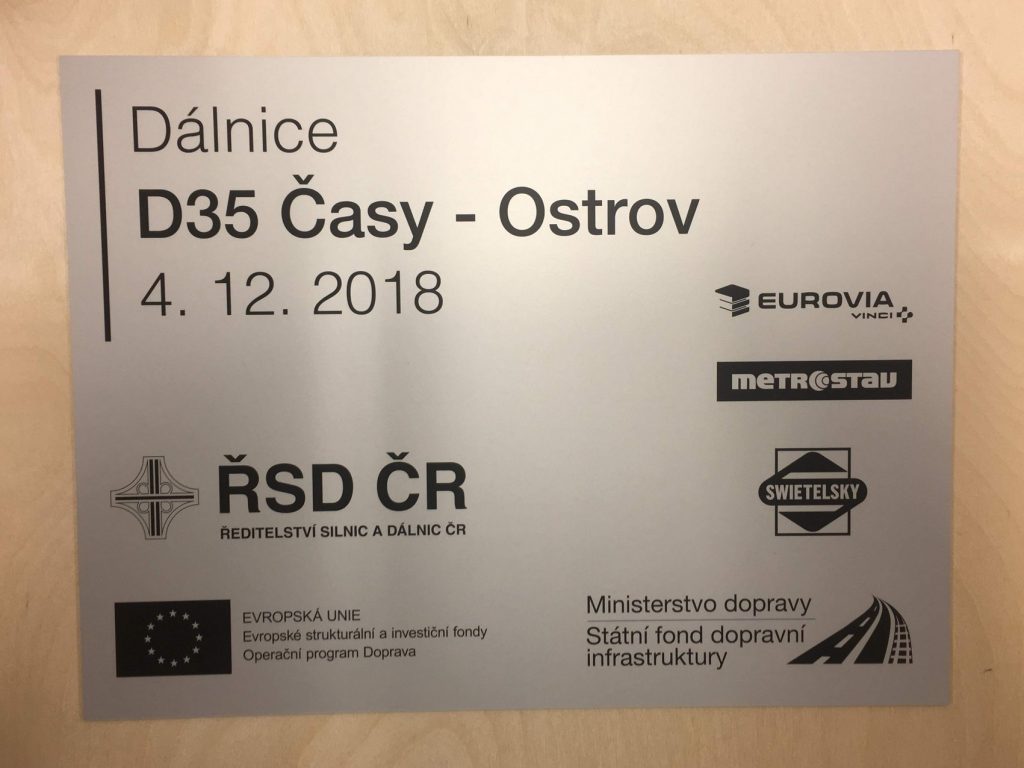 Dálnice
D35 Časy - Ostrov
4. 12. 2018
EUROVIA
VINCI
METROSTAV
ŘSD ČR
ŘEDITELSTVÍ SILNIC A DÁLNIC ČR
SWIETELSKY
EVROPSKÁ UNIE
Evropské strukturální a investiční fondy
Operační program Doprava
Ministerstvo dopravy
Státní fond dopravní
infrastruktury